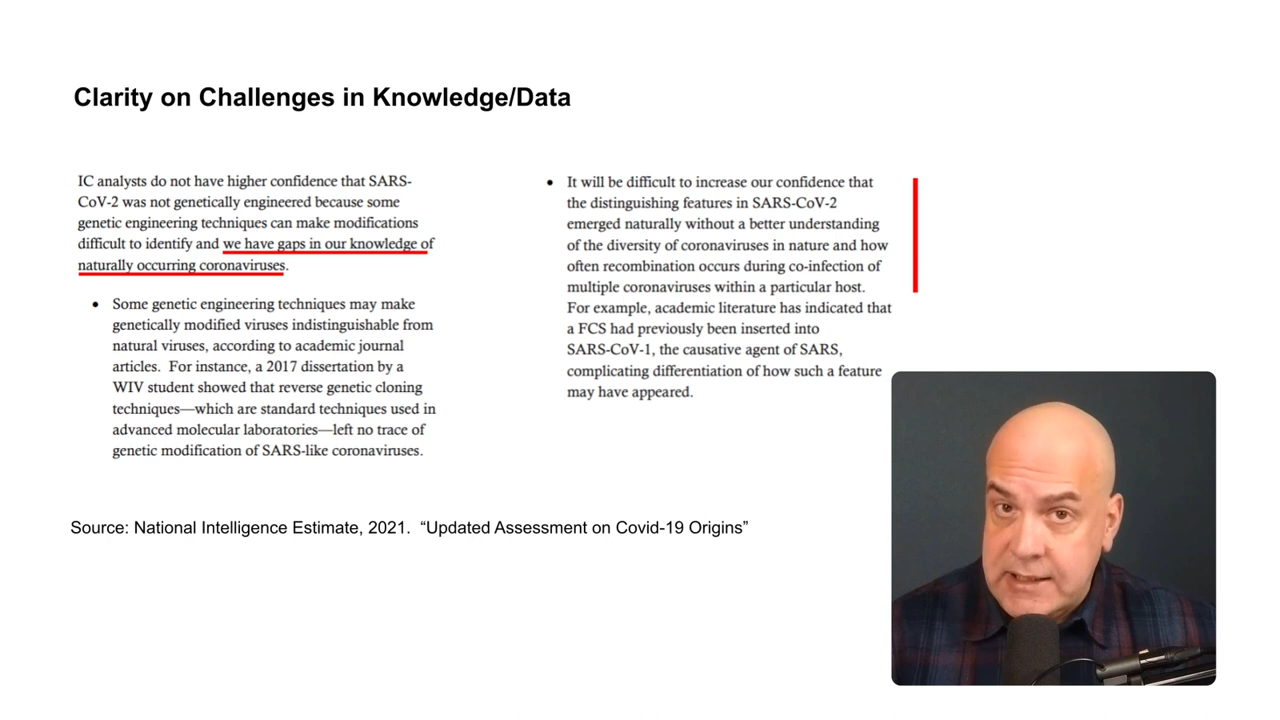 Clarity on Challenges in Knowledge/Data
IC analysts do not have higher confidence that SARS-
CoV-2 was not genetically engineered because some
genetic engineering techniques can make modifications
difficult to identify and we have gaps in our knowledge of
naturally occurring coronaviruses.
• Some genetic engineering techniques may make
genetically modified viruses indistinguishable from
natural viruses, according to academic journal
articles. For instance, a 2017 dissertation by a
WIV student showed that reverse genetic cloning
techniques—which are standard techniques used in
advanced molecular laboratories—left no trace of
genetic modification of SARS-like coronaviruses.
• It will be difficult to increase our confidence that
the distinguishing features in SARS-CoV-2
emerged naturally without a better understanding
of the diversity of coronaviruses in nature and how
often recombination occurs during co-infection of
multiple coronaviruses within a particular host.
For example, academic literature has indicated that
a FCS had previously been inserted into
SARS-CoV-1, the causative agent of SARS,
complicating differentiation of how such a feature
may have appeared.
Source: National Intelligence Estimate, 2021. “Updated Assessment on Covid-19 Origins”